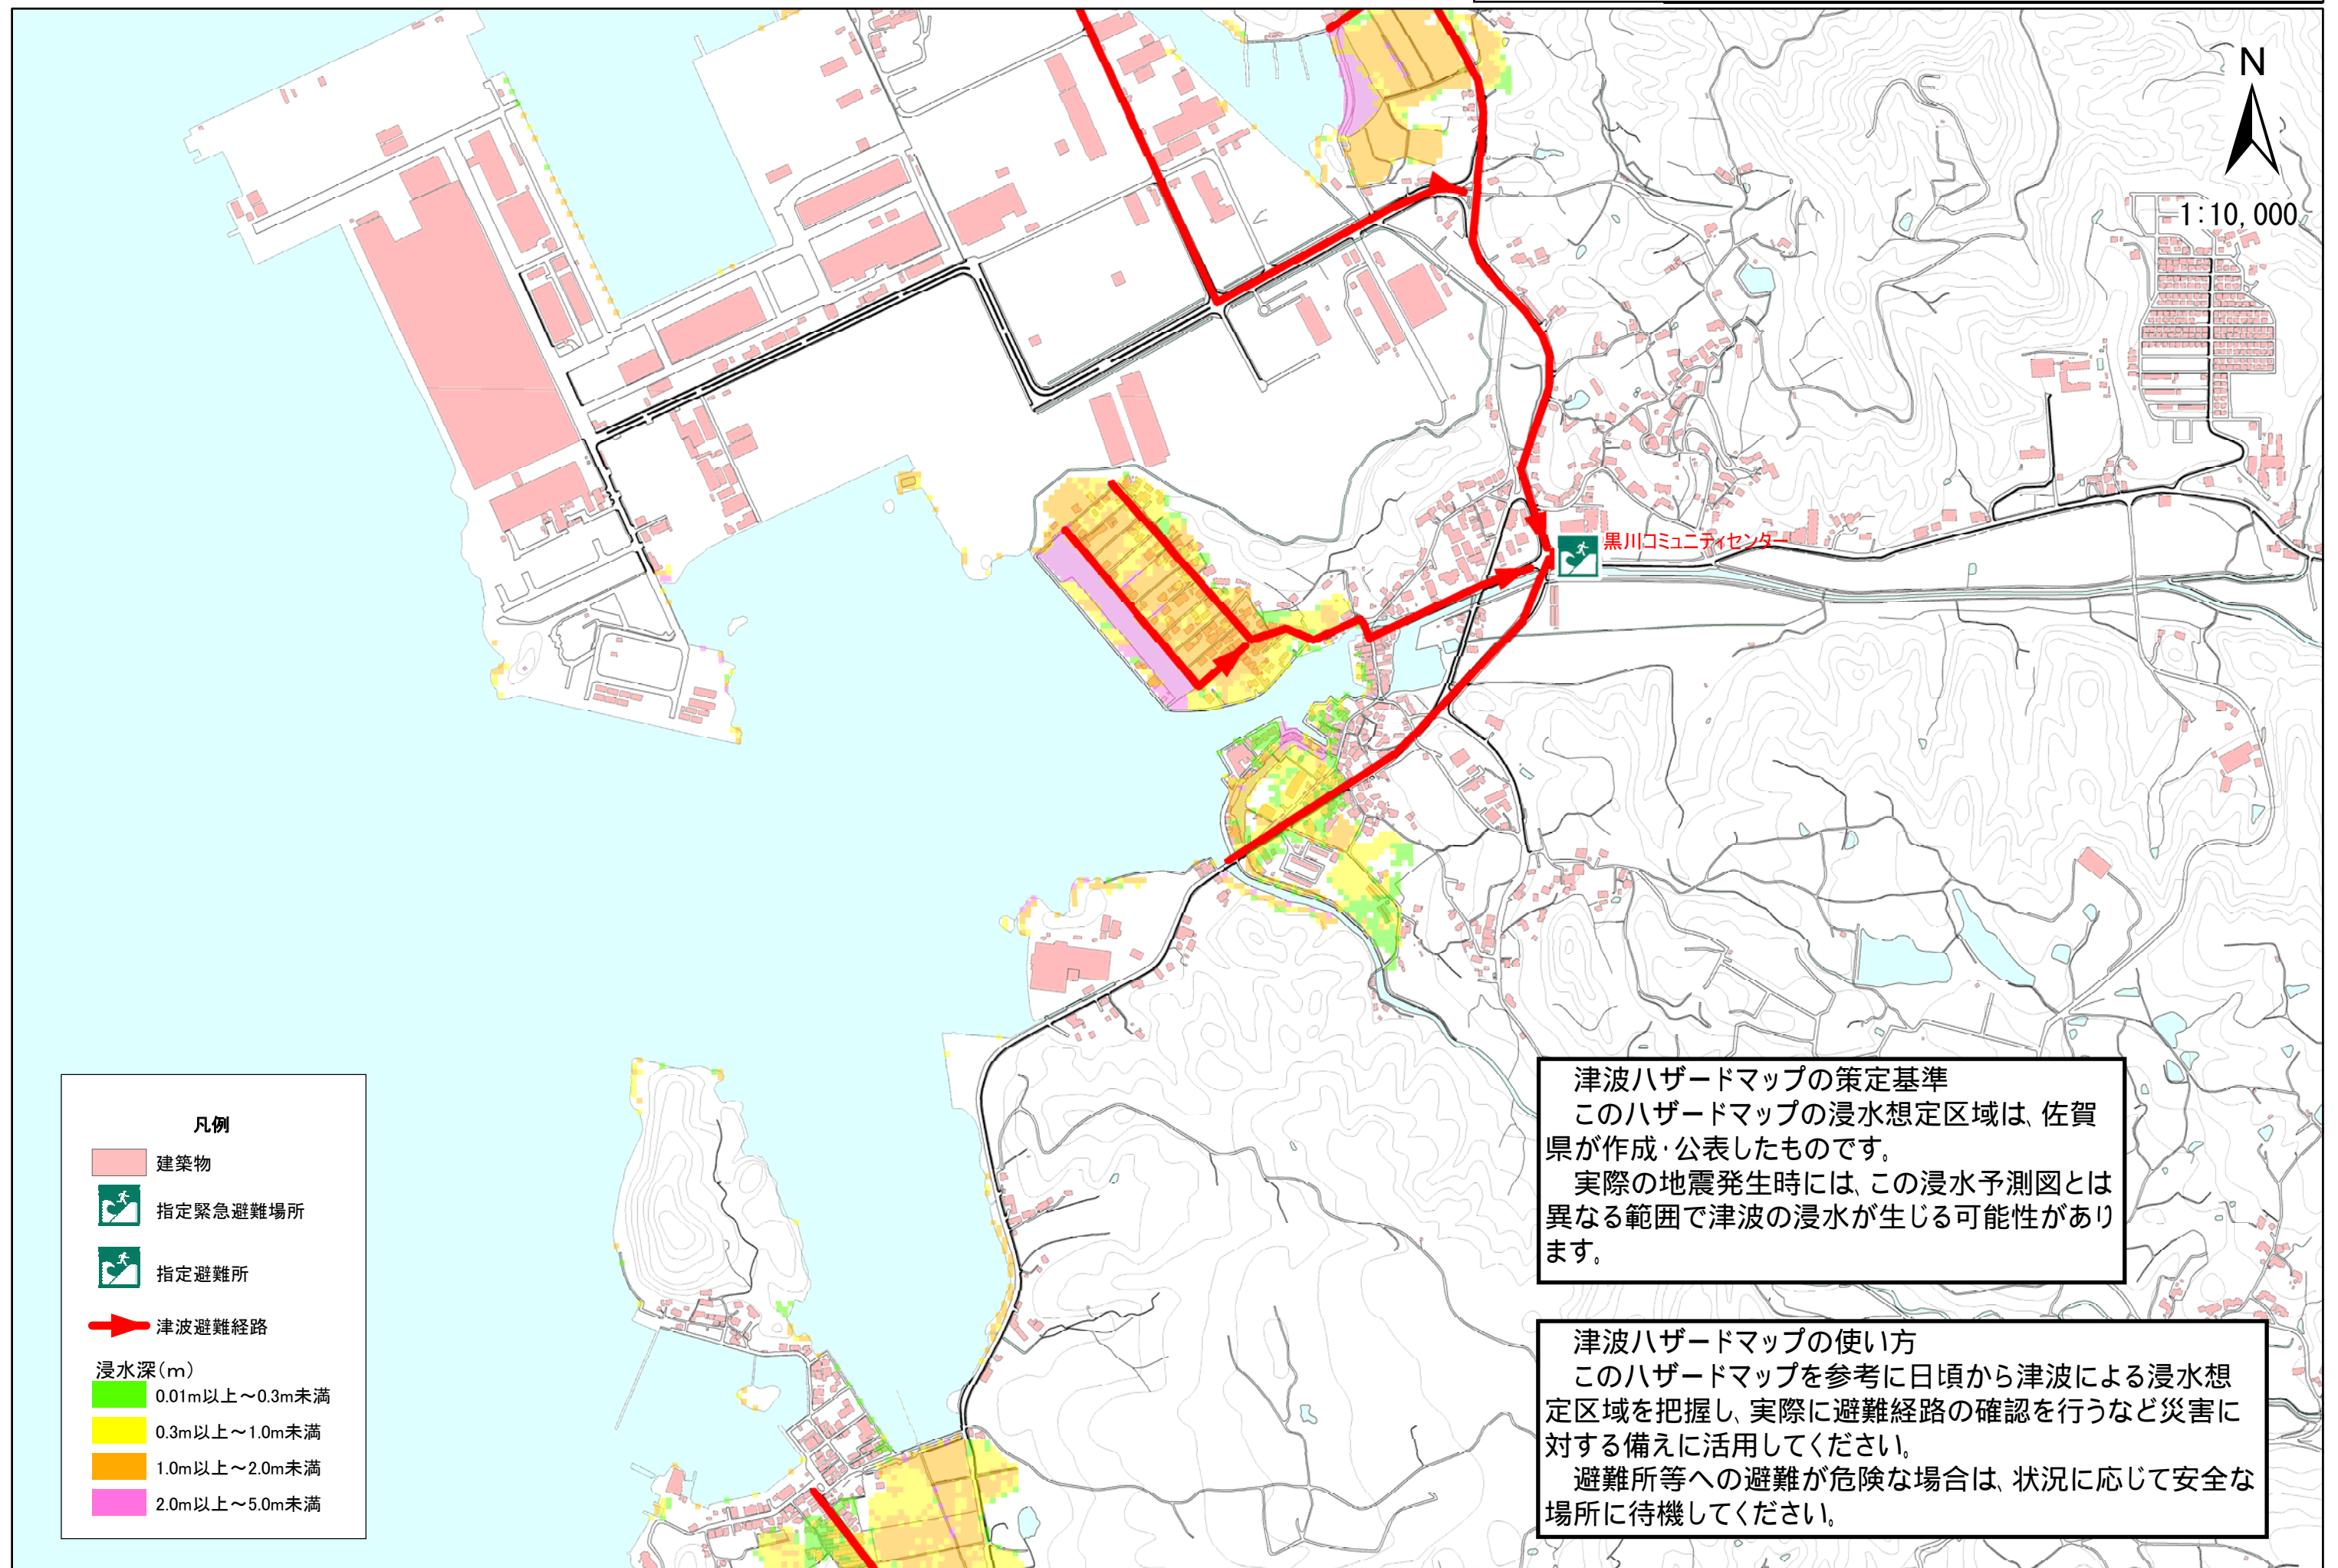 N
1:10,000
黒川コミュニティセンター
凡例
建築物
指定緊急避難場所
指定避難所
津波避難経路
浸水深(m)
0.01m以上～0.3m未満
0.3m以上～1.0m未満
1.0m以上～2.0m未満
2.0m以上～5.0m未満
津波ハザードマップの策定基準
このハザードマップの浸水想定区域は、佐賀
県が作成・公表したものです。
実際の地震発生時には、この浸水予測図とは
異なる範囲で津波の浸水が生じる可能性があり
ます。
津波ハザードマップの使い方
このハザードマップを参考に日頃から津波による浸水想
定区域を把握し、実際に避難経路の確認を行うなど災害に
対する備えに活用してください。
避難所等への避難が危険な場合は、状況に応じて安全な
場所に待機してください。